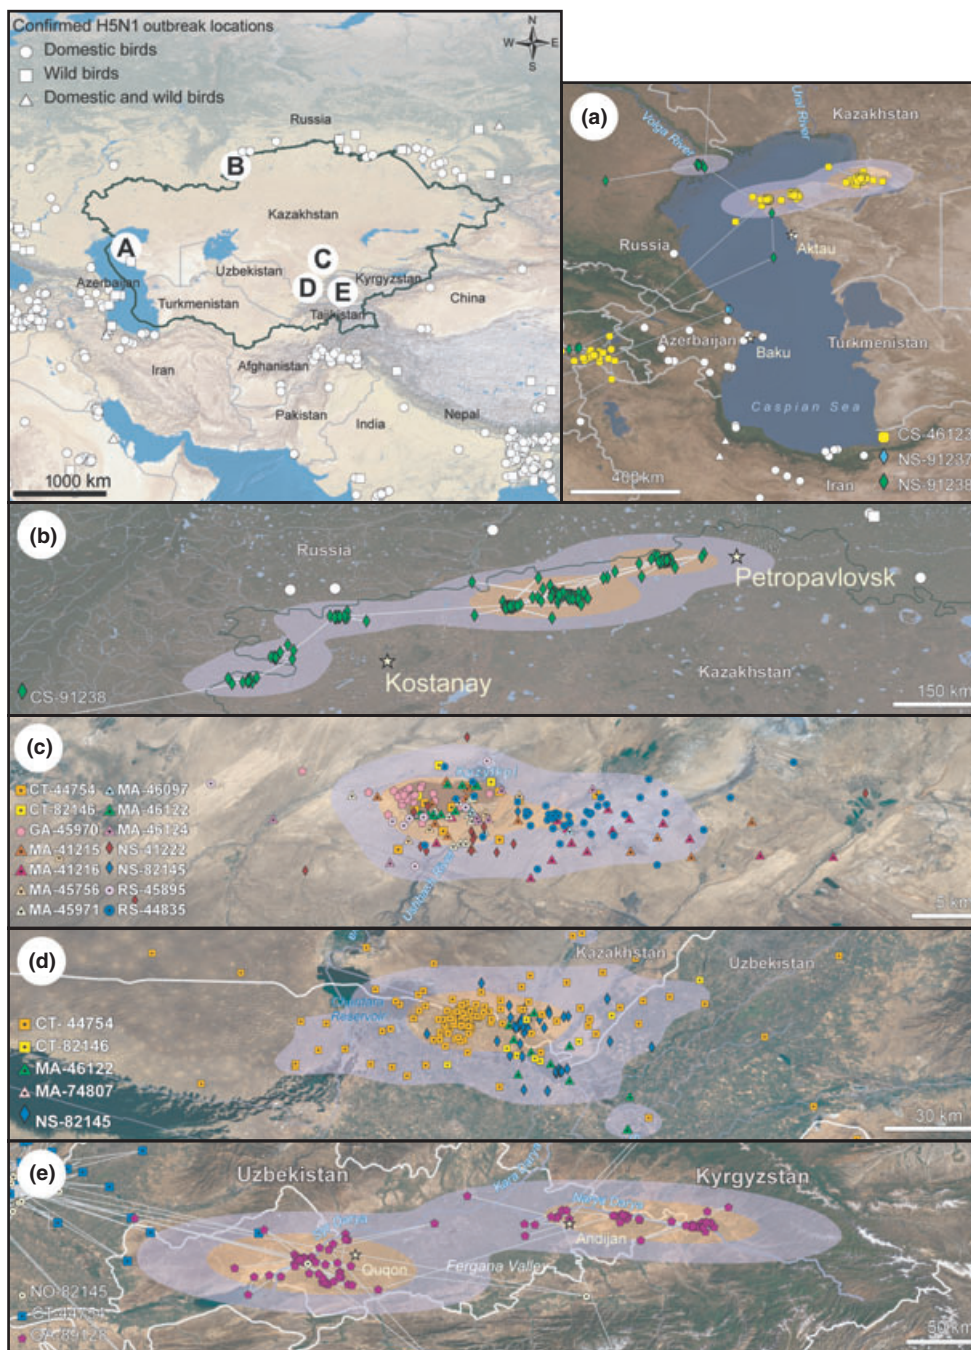 Confirmed H5N1 outbreak locations
Domestic birds
Wild birds
Domestic and wild birds
N
W E
S
Russia
B
Kazakhstan
A
C
Uzbekistan
Kyrgyzstan
Azerbaijan
D E
Turkmenistan
China
Tajikistan
Iran
Afghanistan
Pakistan
India
Nepal
1000 km
(a)
Volga River
Ural River
Kazakhstan
Russia
Aktau
Azerbaijan
Baku
Turkmenistan
Caspian Sea
CS-46123
NS-91237
NS-91238
400 km
Iran
(b)
Russia
Petropavlovsk
Kostanay
Kazakhstan
CS-91238
150 km
(c)
CT-44754 MA-46097
CT-82146 MA-46122
GA-45970 MA-46124
MA-41215 NS-41222
MA-41216 NS-82145
MA-45756 RS-45895
MA-45971 RS-44835
5 km
(d)
Kazakhstan
Uzbekistan
Reservoir
CT- 44754
CT-82146
MA-46122
MA-74807
NS-82145
30 km
(e)
Uzbekistan
Kyrgyzstan
Andijan
Fergana Valley
Quqon
NO-82145
CT-44754
50 km